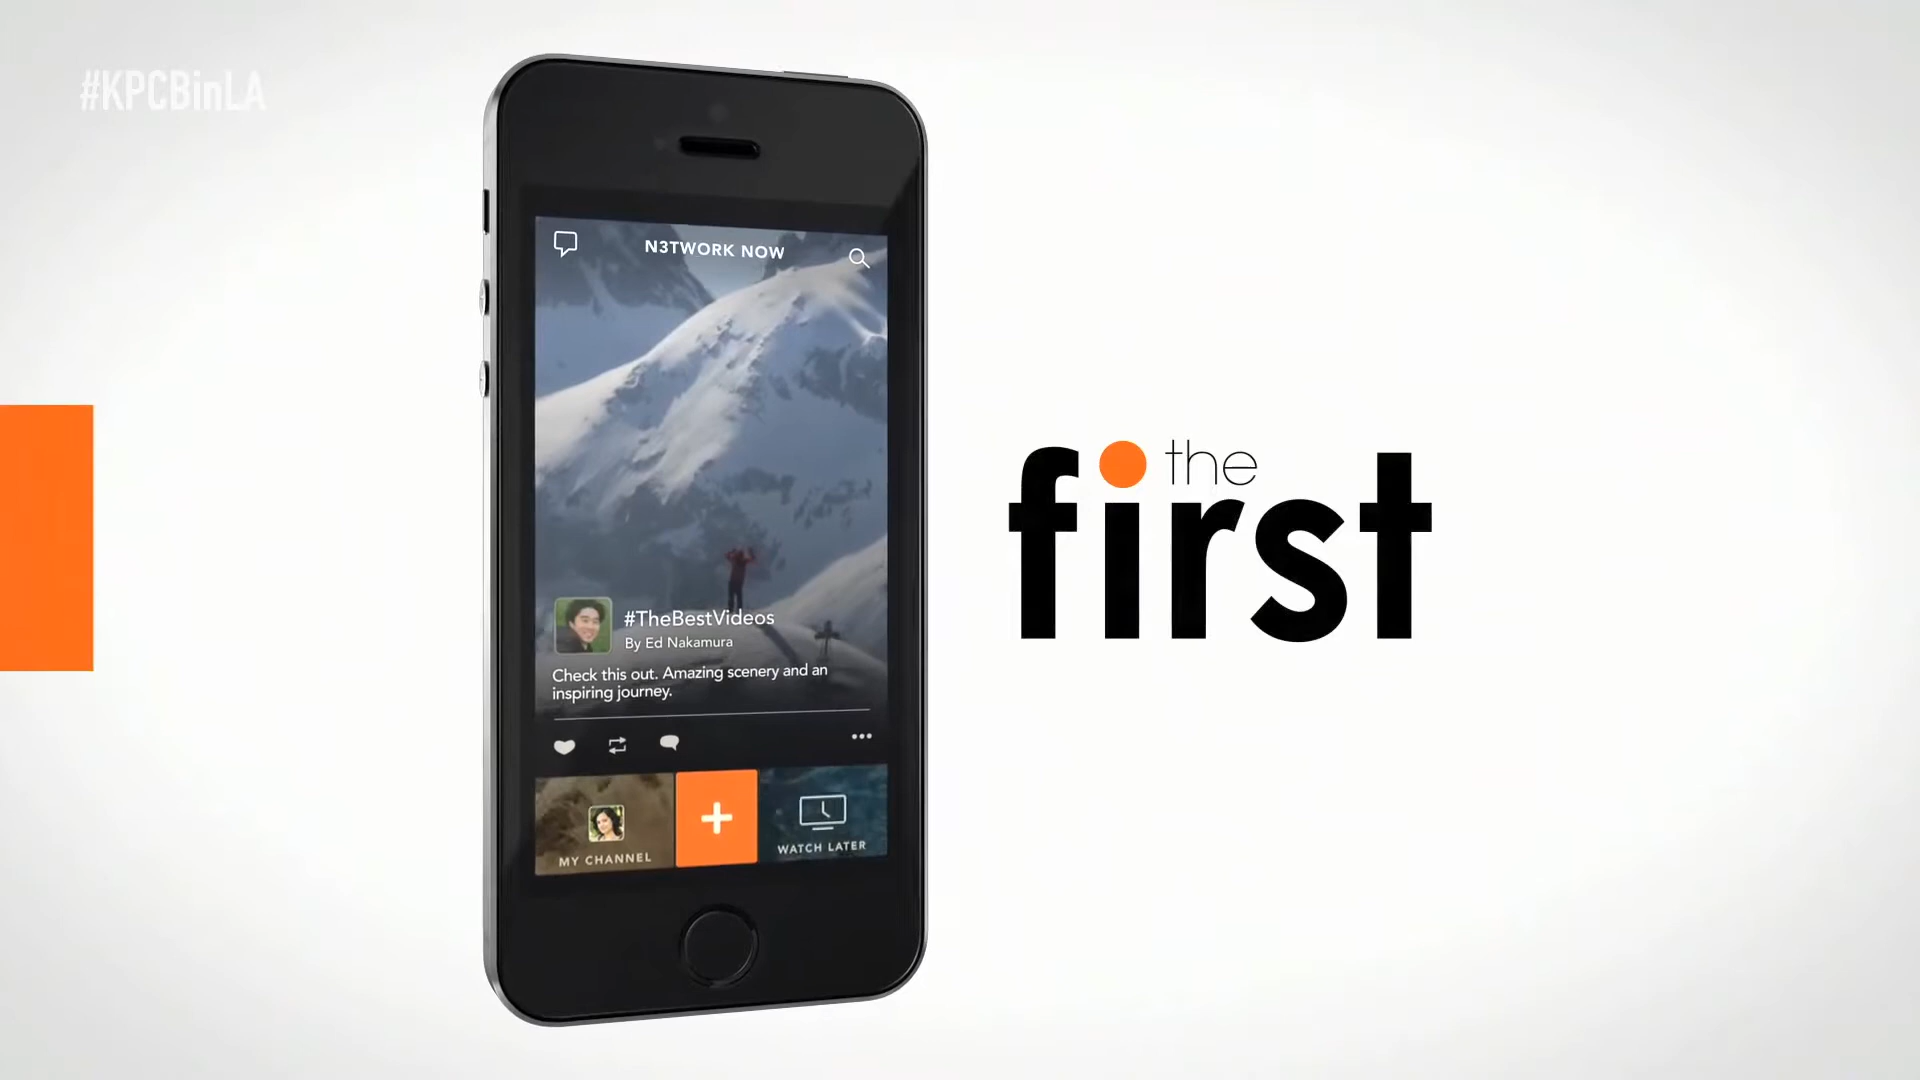 #KPCBinLA
N3TWORK NOW
#TheBestVideos
By Ed Nakamura
Check this out. Amazing scenery and an
inspiring journey.
MY CHANNEL
WATCH LATER
the
first